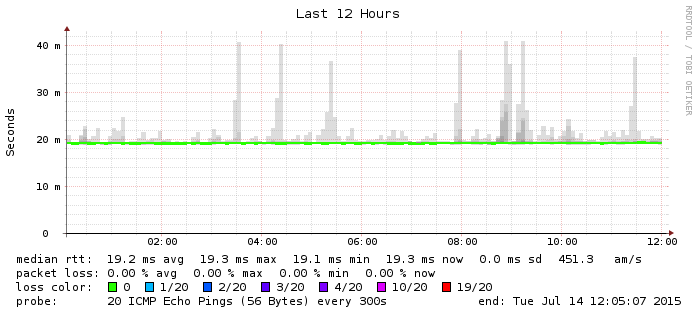 Last 12 Hours
RRDTOOL / TOBI OETIKER
Seconds
40 m
30 m
20 m
10 m
0
02:00 04:00 06:00 08:00 10:00 12:00
median rtt: 19.2 ms avg 19.3 ms max 19.1 ms min 19.3 ms now 0.0 ms sd 451.3 am/s
packet loss: 0.00 % avg 0.00 % max 0.00 % min 0.00 % now
loss color: 0 1/20 2/20 3/20 4/20 10/20 19/20
probe: 20 ICMP Echo Pings (56 Bytes) every 300s end: Tue Jul 14 12:05:07 2015